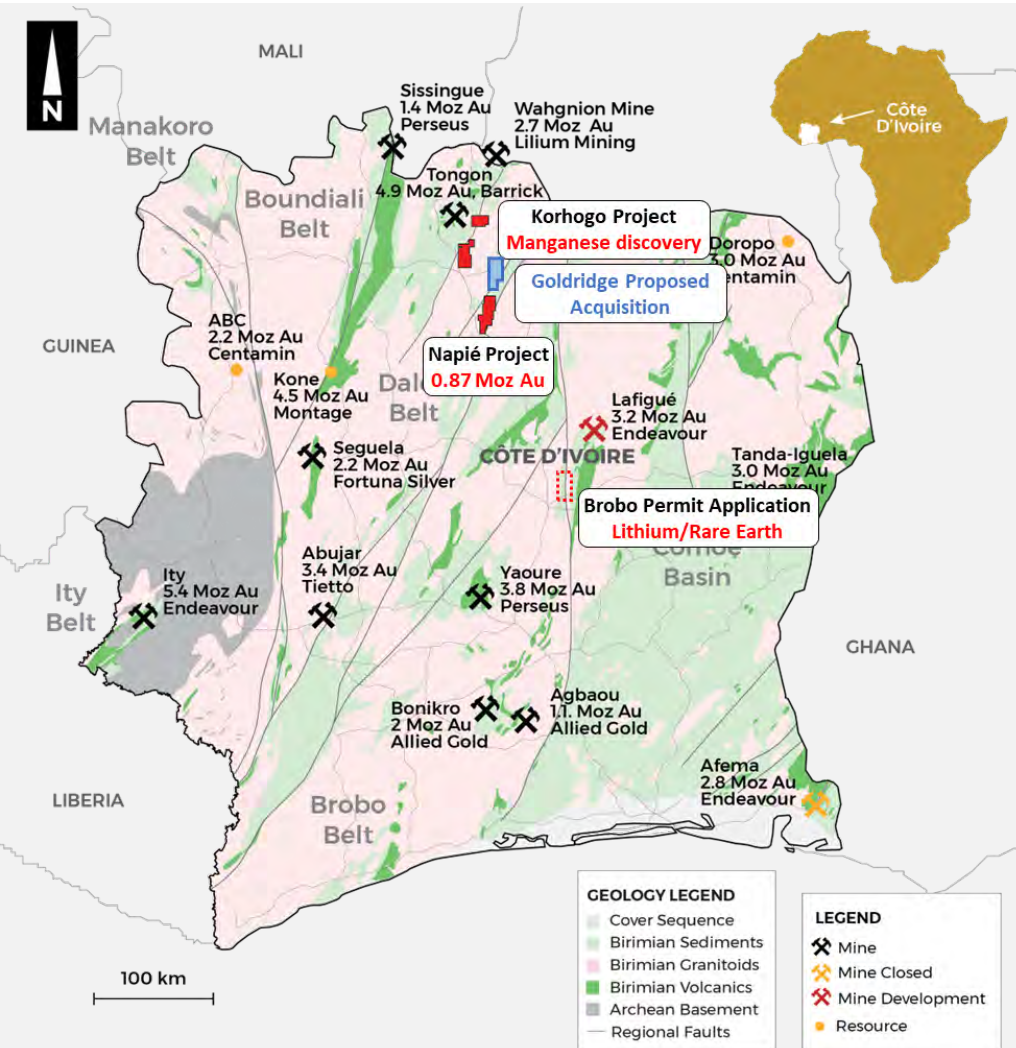 MALI
N
Manakoro
Belt
Sissingue
1.4 Moz Au
Perseus
Wahgnion Mine
2.7 Moz Au
Lilium Mining
Côte
D'Ivoire
Tongon
4.9 Moz Au, Barrick
Boundiali
Belt
Korhogo Project
Manganese discovery
Doropo
3.0 Moz Au
entamin
Goldridge Proposed
Acquisition
ABC
2.2 Moz Au
Centamin
GUINEA
Napié Project
0.87 Moz Au
Kone
4.5 Moz Au
Montage
Dal
Belt
Lafigué
3.2 Moz Au
Endeavour
Seguela
2.2 Moz Au
Fortuna Silver
CÔTE D'IVOIRE
Tanda-Iguela
3.0 Moz Au
Endeavour
Brobo Permit Application
Lithium/Rare Earth
Comoe
Basin
Abujar
3.4 Moz Au
Tietto
Ity
5.4 Moz Au
Endeavour
Ity
Belt
Yaoure
3.8 Moz Au
Perseus
GHANA
Bonikro
2 Moz Au
Allied Gold
Agbaou
1.1. Moz Au
Allied Gold
Afema
2.8 Moz Au
Endeavour
LIBERIA
Brobo
Belt
100 km
GEOLOGY LEGEND
Cover Sequence
Birimian Sediments
Birimian Granitoids
Birimian Volcanics
Archean Basement
Regional Faults
LEGEND
Mine
Mine Closed
Mine Development
Resource